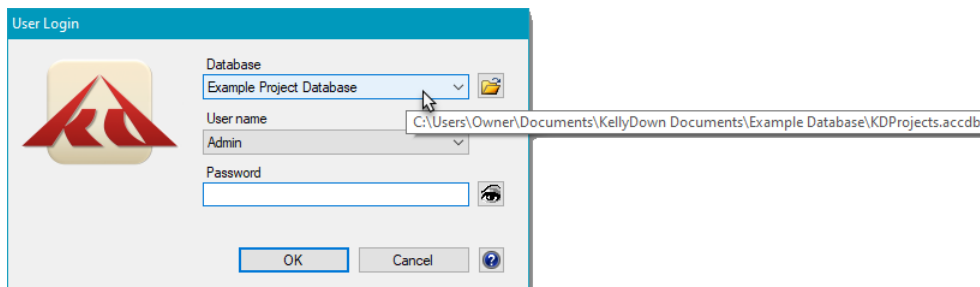 User Login
Database
Example Project Database
User name
C:\Users\Owner\Documents\KellyDown Documents\Example Database\KDProjects.accdb
Admin
Password
OK
Cancel
?